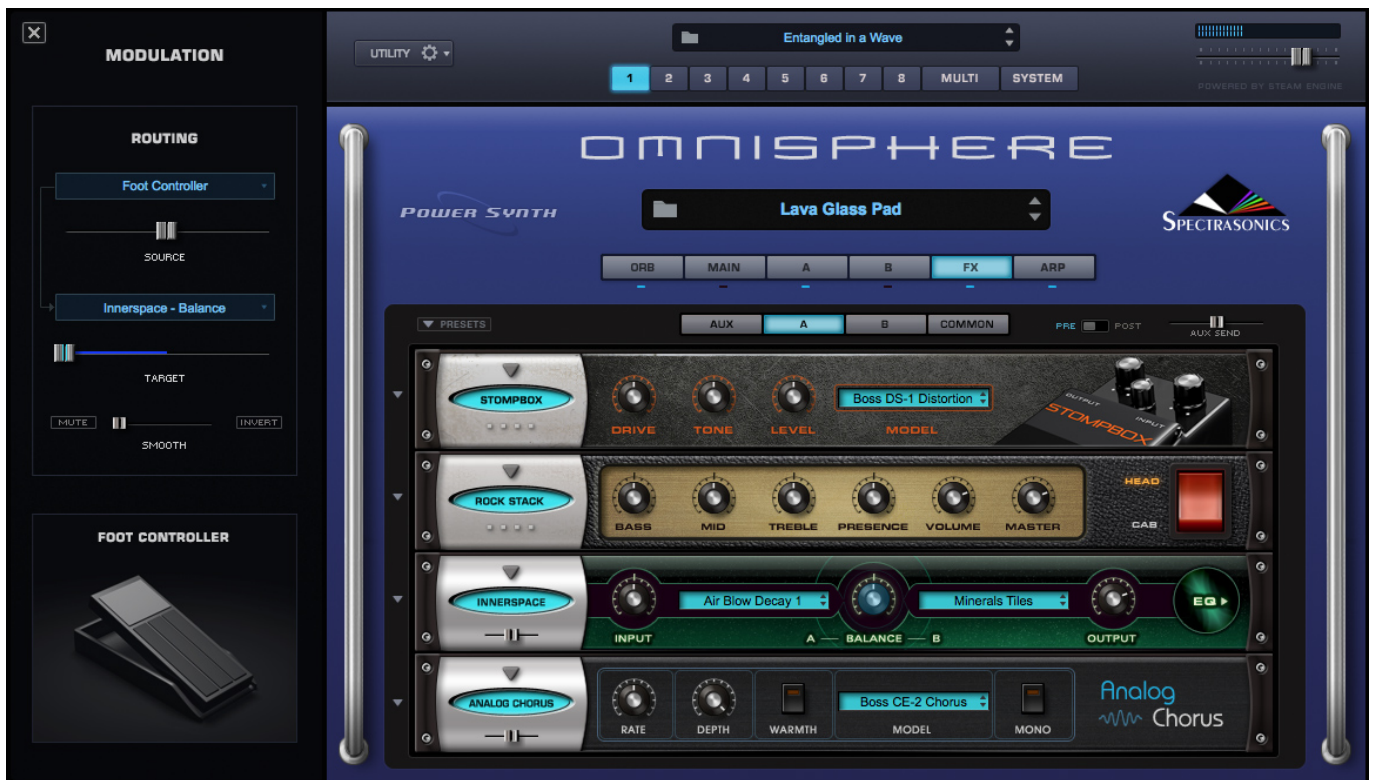 MODULATION
ROUTING
Foot Controller
SOURCE
Innerspace - Balance
TARGET
MUTE
INVERT
SMOOTH
FOOT CONTROLLER
UTILITY
Entangled in a Wave
1 2 3 4 5 6 7 8 MULTI SYSTEM
POWERED BY STEAM ENGINE
OMNISPHERE
POWER SYNTH
Lava Glass Pad
SPECTRASONICS
ORB MAIN A B FX ARP
PRESETS
AUX A B COMMON
PRE POST
AUX SEND
STOMPBOX
DRIVE TONE LEVEL
Boss DS-1 Distortion
MODEL
OUTPUT
INPUT
STOMPBOX
ROCK STACK
BASS MID TREBLE PRESENCE VOLUME MASTER
HEAD
CAB
INNERSPACE
INPUT
Air Blow Decay 1
A BALANCE B
Minerals Tiles
OUTPUT
EQ
ANALOG CHORUS
RATE DEPTH WARMTH
Boss CE-2 Chorus
MODEL
MONO
Analog
Chorus